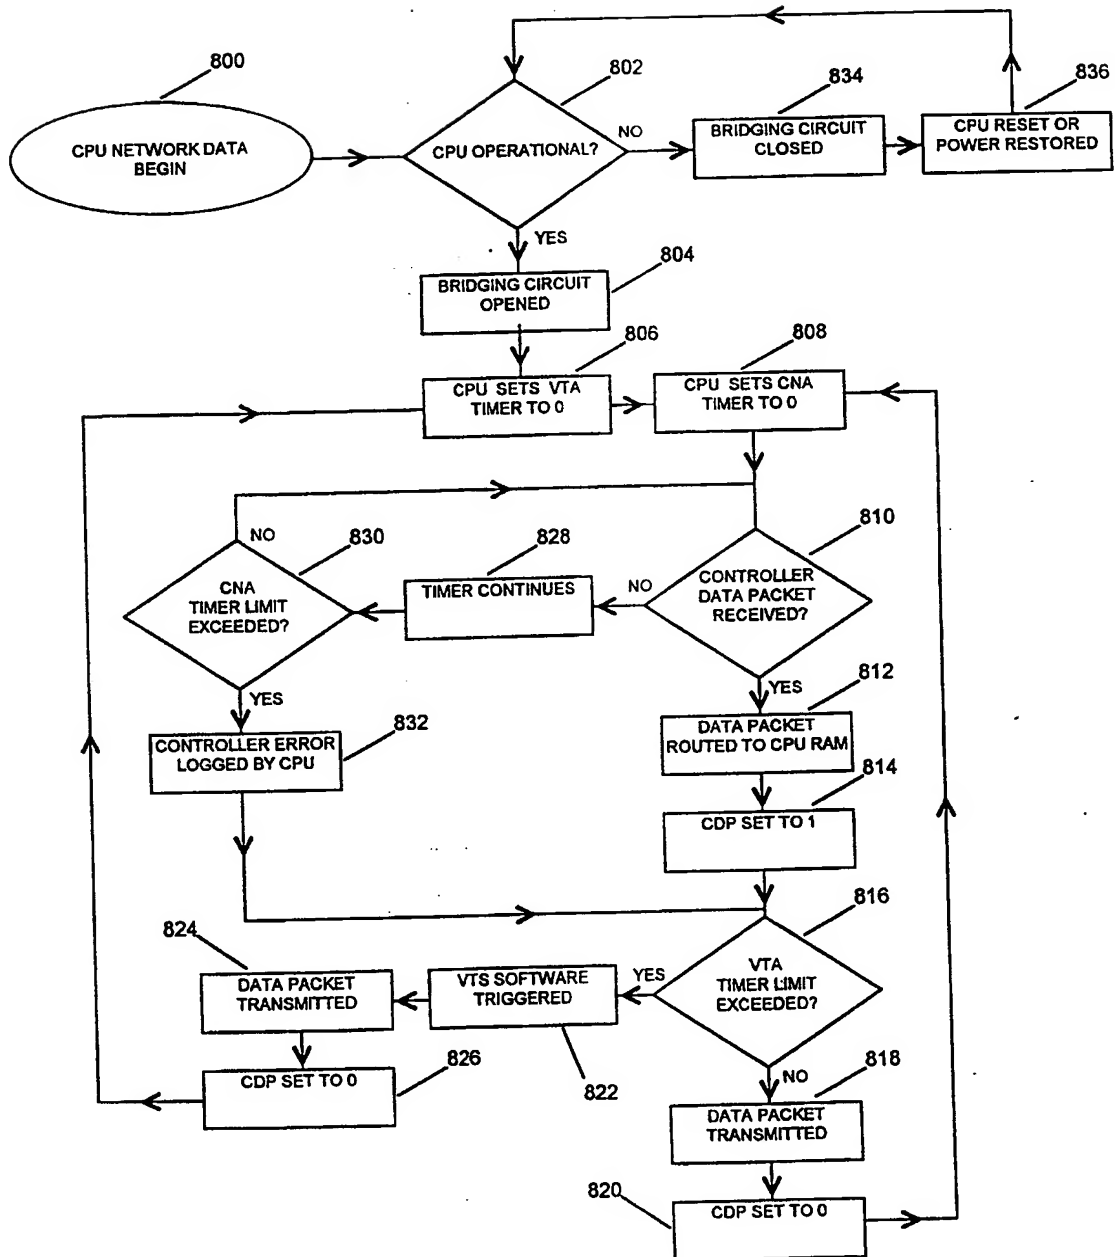 800
802
834
836
CPU NETWORK DATA
BEGIN
CPU OPERATIONAL?
NO
BRIDGING CIRCUIT
CLOSED
CPU RESET OR
POWER RESTORED
YES
804
BRIDGING CIRCUIT
OPENED
806
808
CPU SETS VTA
TIMER TO 0
CPU SETS CNA
TIMER TO 0
NO
830
828
810
CNA
TIMER LIMIT
EXCEEDED?
TIMER CONTINUES
NO
CONTROLLER
DATA PACKET
RECEIVED?
YES
YES
812
CONTROLLER ERROR
LOGGED BY CPU
832
DATA PACKET
ROUTED TO CPU RAM
814
CDP SET TO 1
816
824
DATA PACKET
TRANSMITTED
VTS SOFTWARE
TRIGGERED
YES
VTA
TIMER LIMIT
EXCEEDED?
CDP SET TO 0
826
822
NO
818
DATA PACKET
TRANSMITTED
820
CDP SET TO 0